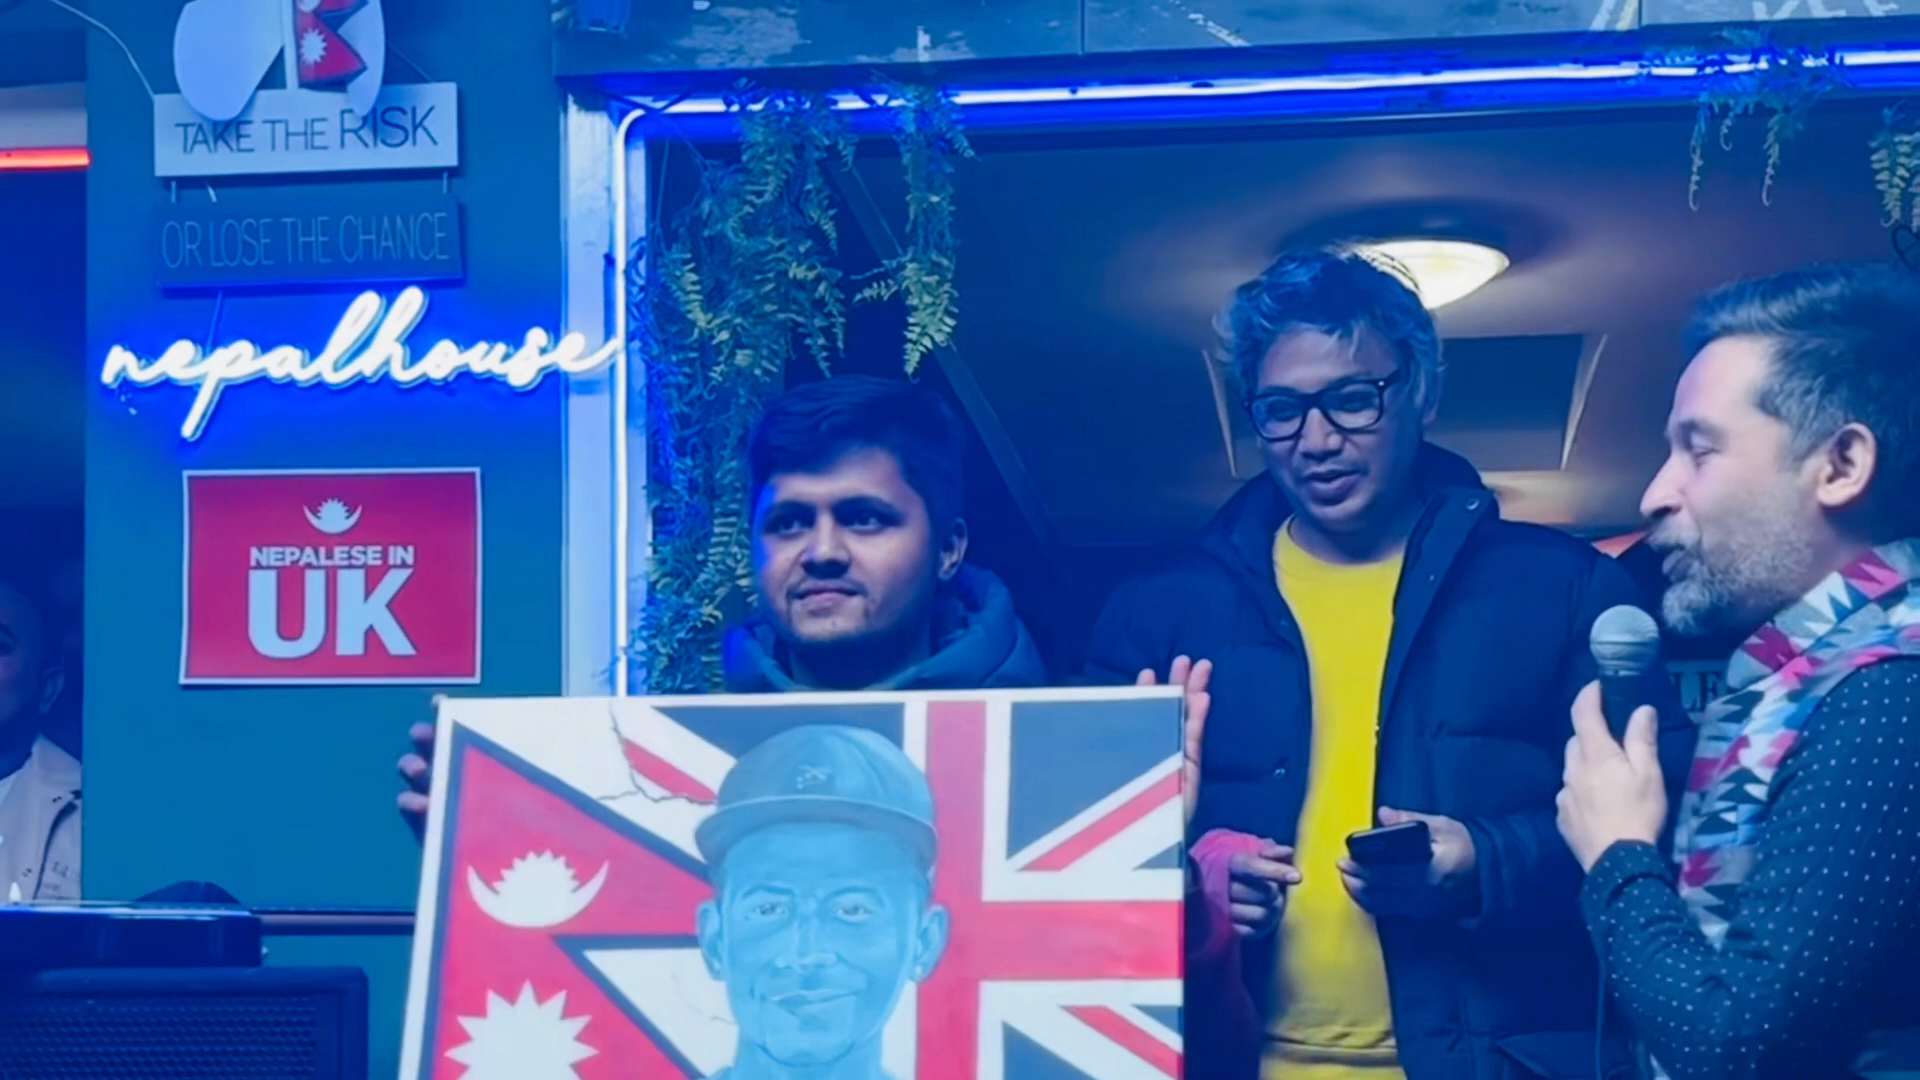 TAKE THE RISK
OR LOSE THE CHANCE
nepalhouse
NEPALESE IN
UK